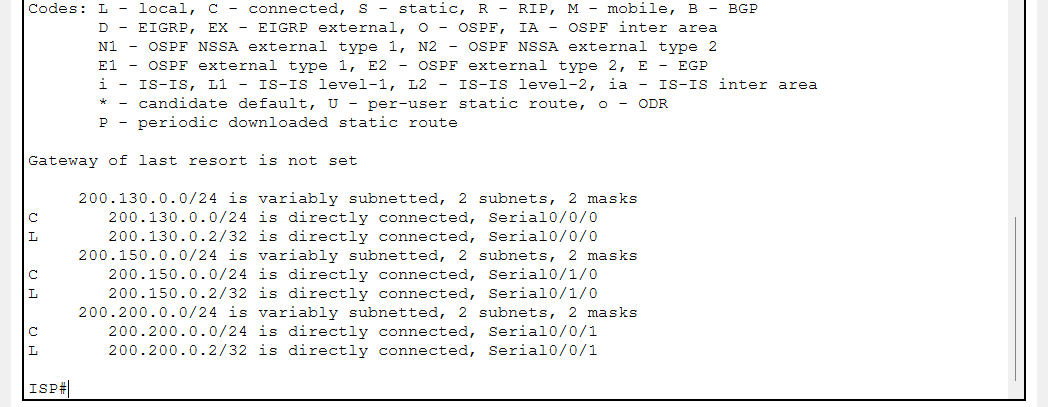 Codes: L - local, C - connected, S - static, R - RIP, M - mobile, B - BGP
D - EIGRP, EX - EIGRP external, O - OSPF, IA - OSPF inter area
N1 - OSPF NSSA external type 1, N2 - OSPF NSSA external type 2
E1 - OSPF external type 1, E2 - OSPF external type 2, E - EGP
i - IS-IS, L1 - IS-IS level-1, L2 - IS-IS level-2, ia - IS-IS inter area
* - candidate default, U - per-user static route, o - ODR
P - periodic downloaded static route
Gateway of last resort is not set
200.130.0.0/24 is variably subnetted, 2 subnets, 2 masks
C 200.130.0.0/24 is directly connected, Serial0/0/0
L 200.130.0.2/32 is directly connected, Serial0/0/0
200.150.0.0/24 is variably subnetted, 2 subnets, 2 masks
C 200.150.0.0/24 is directly connected, Serial0/1/0
L 200.150.0.2/32 is directly connected, Serial0/1/0
200.200.0.0/24 is variably subnetted, 2 subnets, 2 masks
C 200.200.0.0/24 is directly connected, Serial0/0/1
L 200.200.0.2/32 is directly connected, Serial0/0/1
ISP#